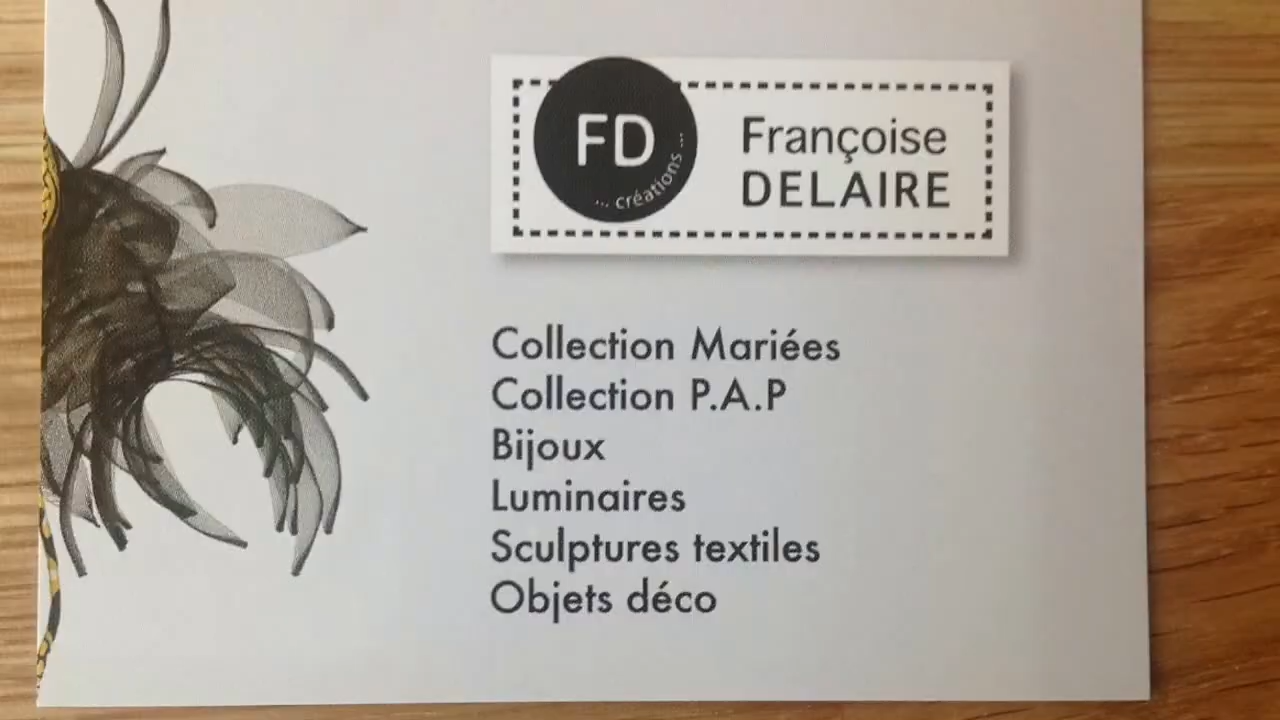 FD
... créations ...
Françoise
DELAIRE
Collection Mariées
Collection P.A.P
Bijoux
Luminaires
Sculptures textiles
Objets déco